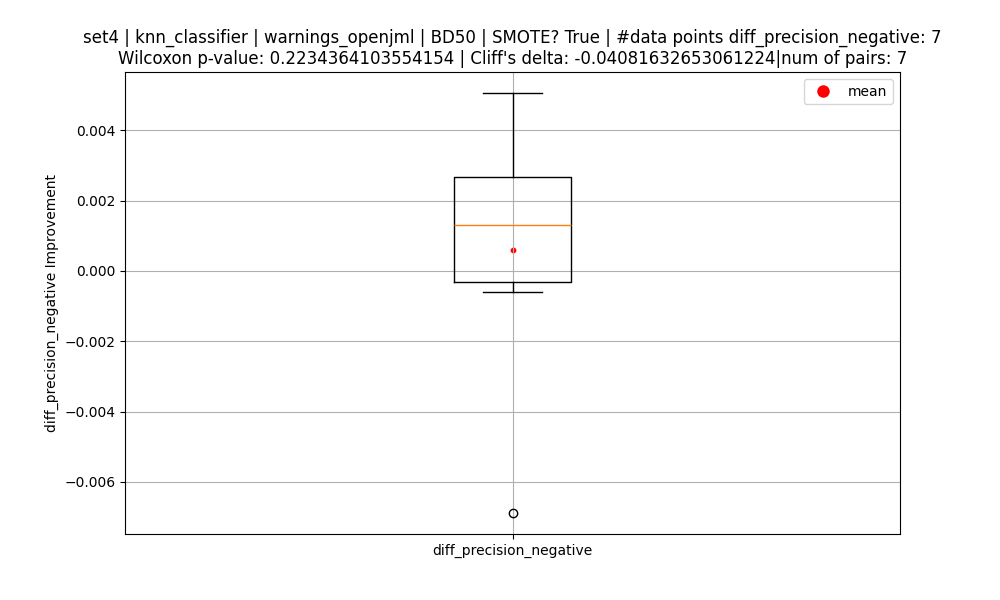 set4 | knn_classifier | warnings_openjml | BD50 | SMOTE? True | #data points diff_precision_negative: 7
Wilcoxon p-value: 0.2234364103554154 | Cliff's delta: -0.04081632653061224|num of pairs: 7
mean
0.004
0.002
0.000
−0.002
−0.004
−0.006
diff_precision_negative Improvement
diff_precision_negative